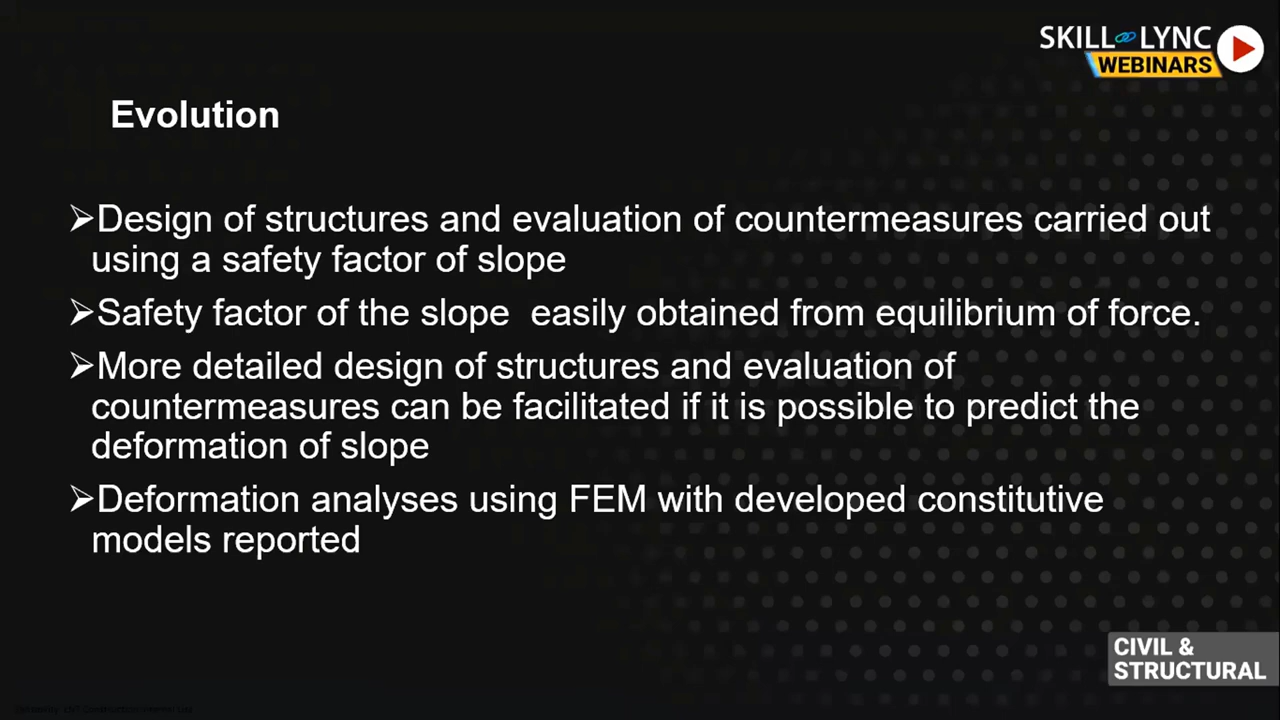 SKILL LYNC
WEBINARS
Evolution
➢Design of structures and evaluation of countermeasures carried out
using a safety factor of slope
➢Safety factor of the slope  easily obtained from equilibrium of force.
➢More detailed design of structures and evaluation of
countermeasures can be facilitated if it is possible to predict the
deformation of slope
➢Deformation analyses using FEM with developed constitutive
models reported
CIVIL &
STRUCTURAL